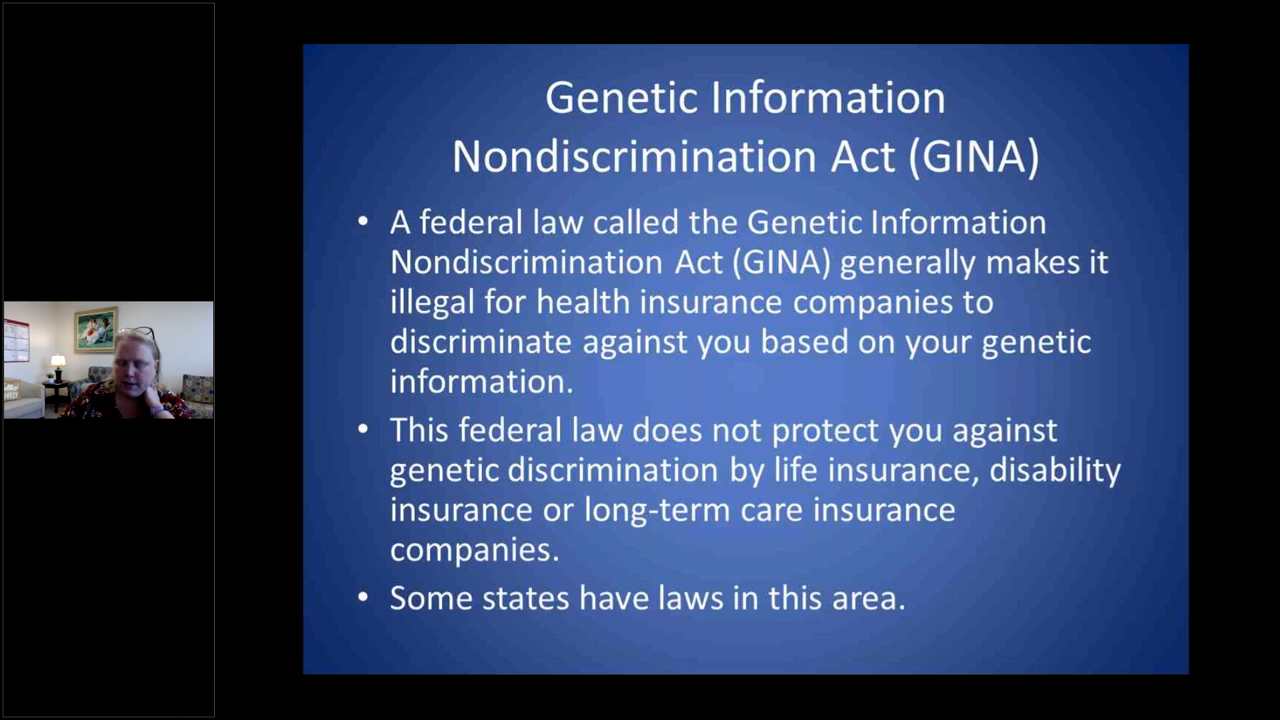 Genetic Information
Nondiscrimination Act (GINA)
• A federal law called the Genetic Information
Nondiscrimination Act (GINA) generally makes it
illegal for health insurance companies to
discriminate against you based on your genetic
information.
• This federal law does not protect you against
genetic discrimination by life insurance, disability
insurance or long-term care insurance
companies.
• Some states have laws in this area.